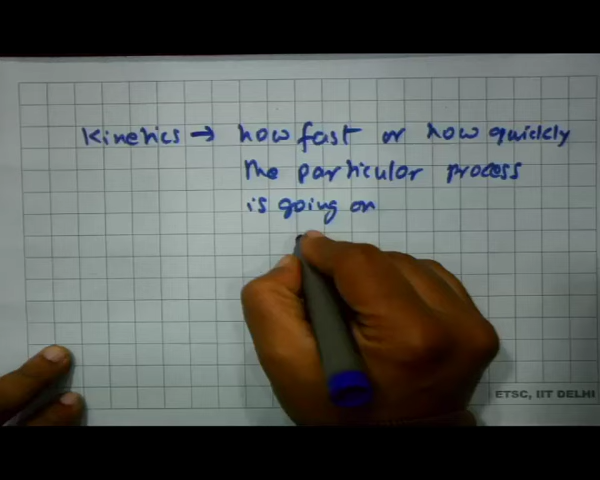 Kinetics → how fast or how quickly
the particular process
is going on
ETSC, IIT DELHI